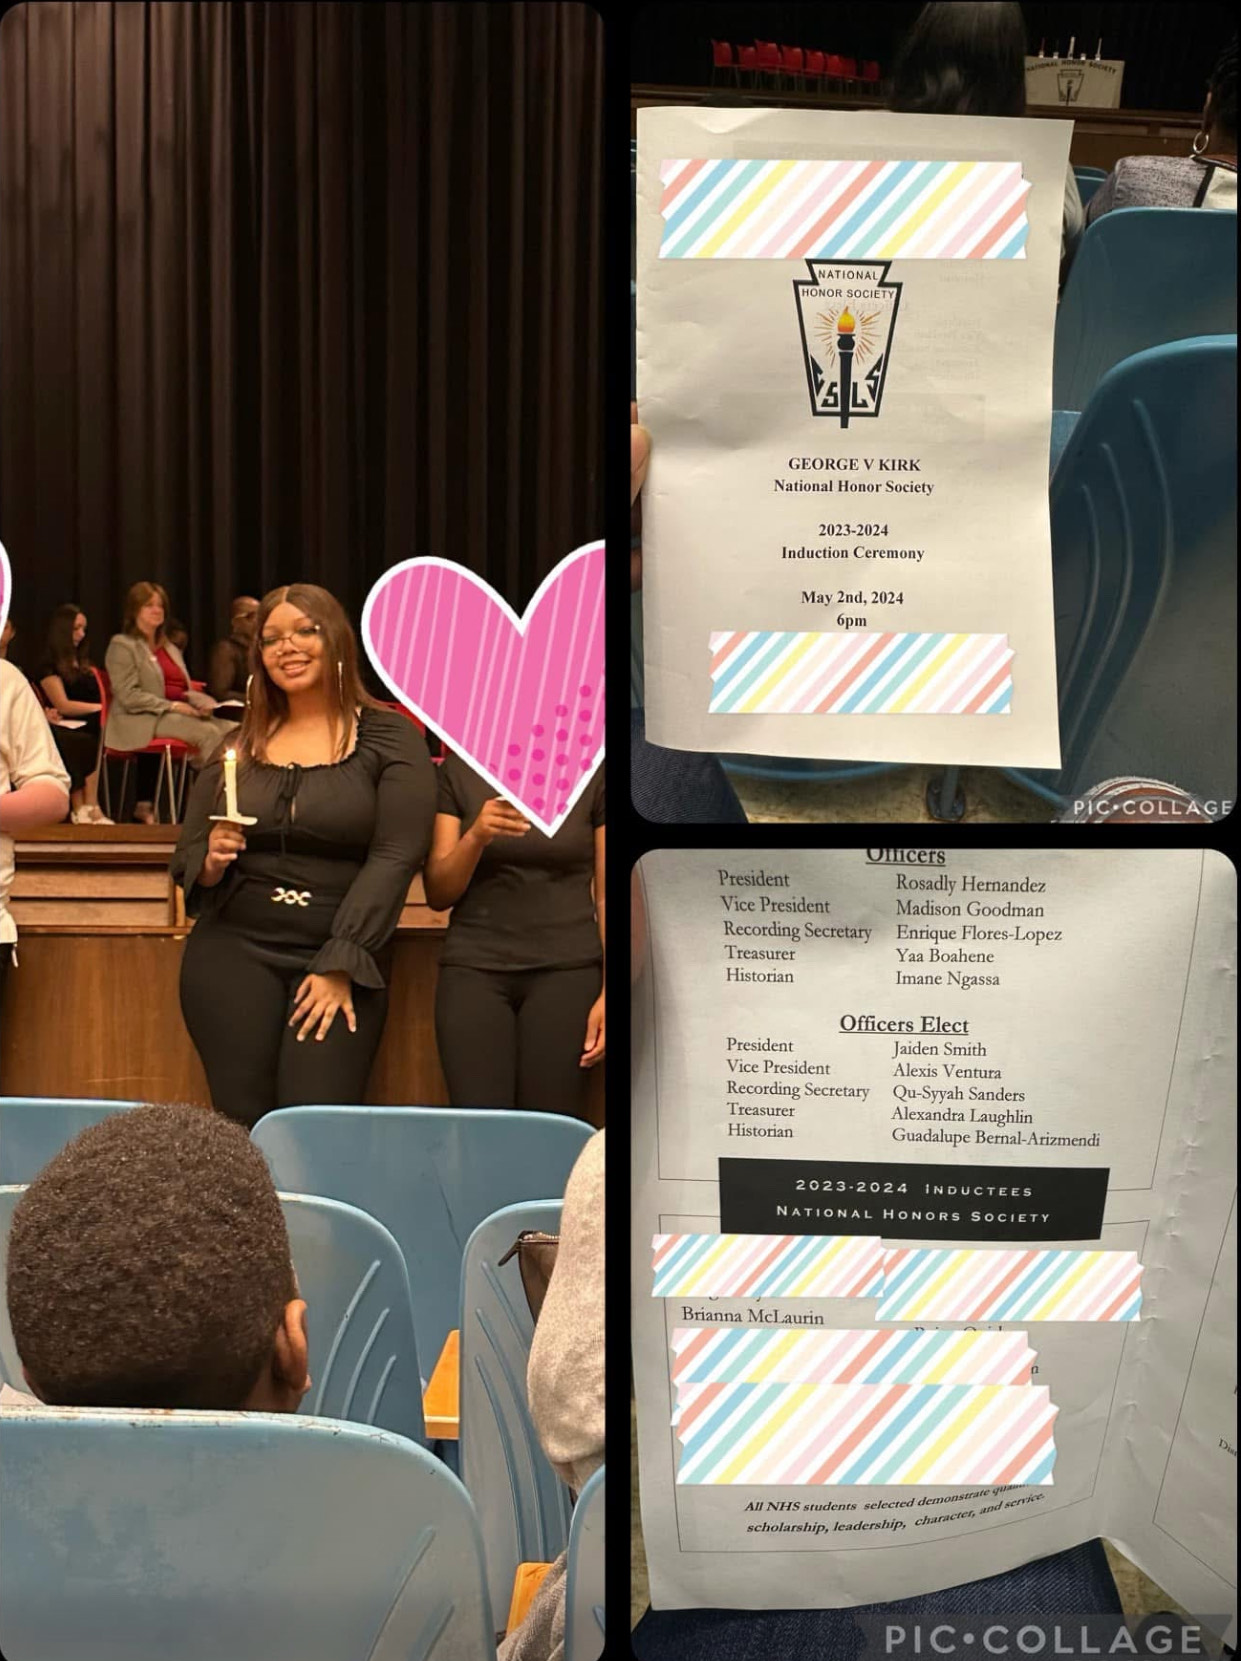 NATIONAL HONOR SOCIETY
NATIONAL
HONOR SOCIETY
C S L S
GEORGE V KIRK
National Honor Society
2023-2024
Induction Ceremony
May 2nd, 2024
6pm
PIC•COLLAGE
Officers
President Rosadly Hernandez
Vice President Madison Goodman
Recording Secretary Enrique Flores-Lopez
Treasurer Yaa Boahene
Historian Imane Ngassa
Officers Elect
President Jaiden Smith
Vice President Alexis Ventura
Recording Secretary Qu-Syyah Sanders
Treasurer Alexandra Laughlin
Historian Guadalupe Bernal-Arizmendi
2023-2024 INDUCTEES
NATIONAL HONORS SOCIETY
Brianna McLaurin
All NHS students selected demonstrate
scholarship, leadership, character, and service.
PIC•COLLAGE